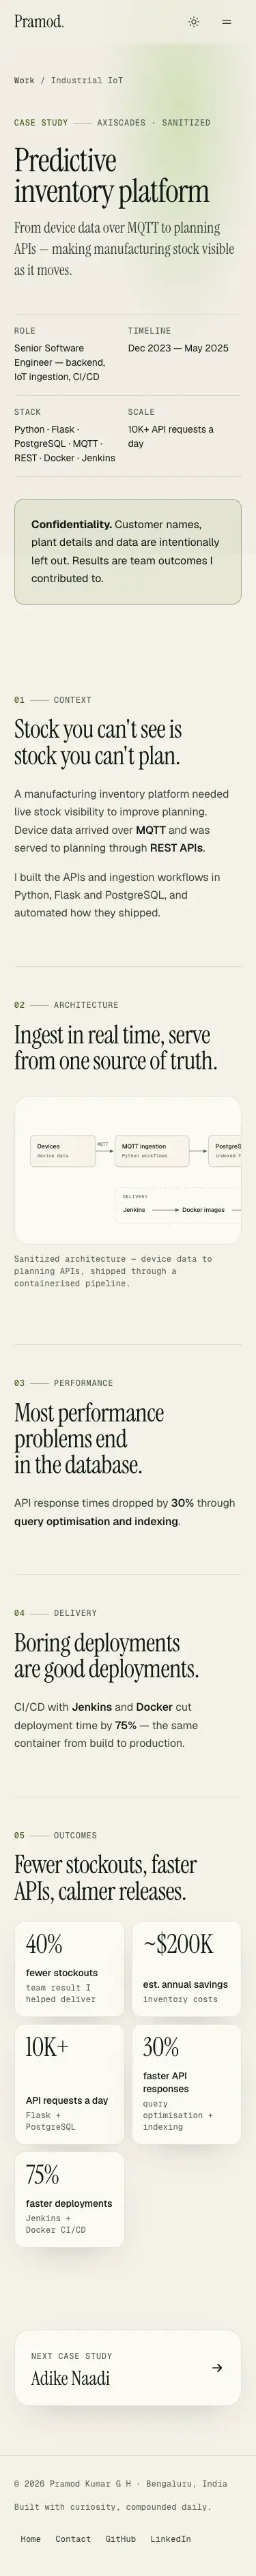 Pramod.
Work / Industrial IoT
CASE STUDY —— AXISCADES · SANITIZED
Predictive
inventory platform
From device data over MQTT to planning
APIs — making manufacturing stock visible
as it moves.
ROLE
Senior Software
Engineer — backend,
IoT ingestion, CI/CD
TIMELINE
Dec 2023 — May 2025
STACK
Python · Flask ·
PostgreSQL · MQTT ·
REST · Docker · Jenkins
SCALE
10K+ API requests a
day
Confidentiality. Customer names,
plant details and data are intentionally
left out. Results are team outcomes I
contributed to.
01 —— CONTEXT
Stock you can't see is
stock you can't plan.
A manufacturing inventory platform needed
live stock visibility to improve planning.
Device data arrived over MQTT and was
served to planning through REST APIs.
I built the APIs and ingestion workflows in
Python, Flask and PostgreSQL, and
automated how they shipped.
02 —— ARCHITECTURE
Ingest in real time, serve
from one source of truth.
Devices
device data
MQTT
MQTT ingestion
Python workflows
PostgreS
indexed
DELIVERY
Jenkins
Docker images
Sanitized architecture — device data to
planning APIs, shipped through a
containerised pipeline.
03 —— PERFORMANCE
Most performance
problems end
in the database.
API response times dropped by 30% through
query optimisation and indexing.
04 —— DELIVERY
Boring deployments
are good deployments.
CI/CD with Jenkins and Docker cut
deployment time by 75% — the same
container from build to production.
05 —— OUTCOMES
Fewer stockouts, faster
APIs, calmer releases.
40%
fewer stockouts
team result I
helped deliver
~$200K
est. annual savings
inventory costs
10K+
API requests a day
Flask +
PostgreSQL
30%
faster API
responses
query
optimisation +
indexing
75%
faster deployments
Jenkins +
Docker CI/CD
NEXT CASE STUDY
Adike Naadi
© 2026 Pramod Kumar G H · Bengaluru, India
Built with curiosity, compounded daily.
Home Contact GitHub LinkedIn